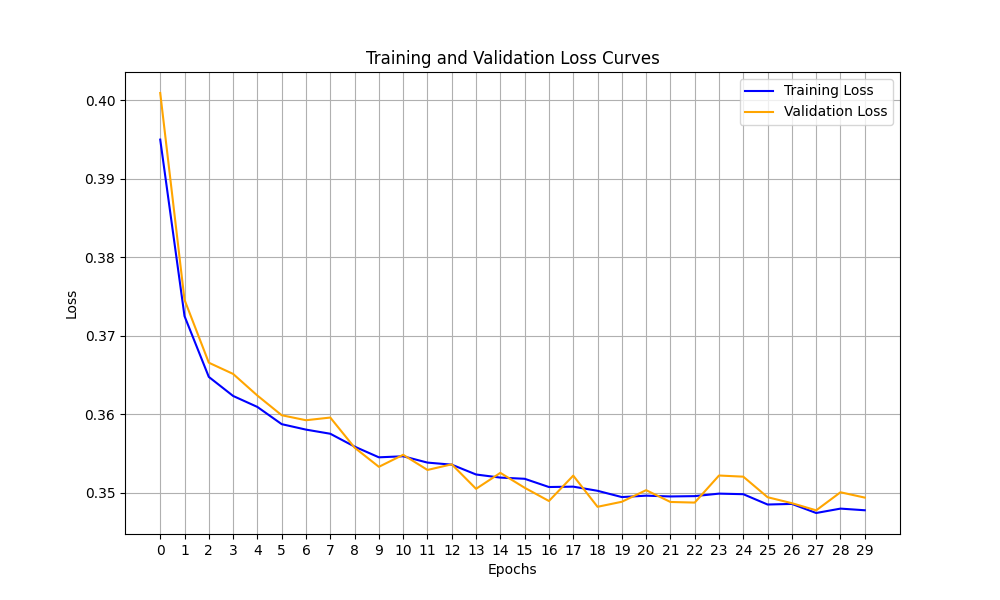 Training and Validation Loss Curves
Training Loss
Validation Loss
0.40
0.39
0.38
0.37
0.36
0.35
Loss
0 1 2 3 4 5 6 7 8 9 10 11 12 13 14 15 16 17 18 19 20 21 22 23 24 25 26 27 28 29
Epochs